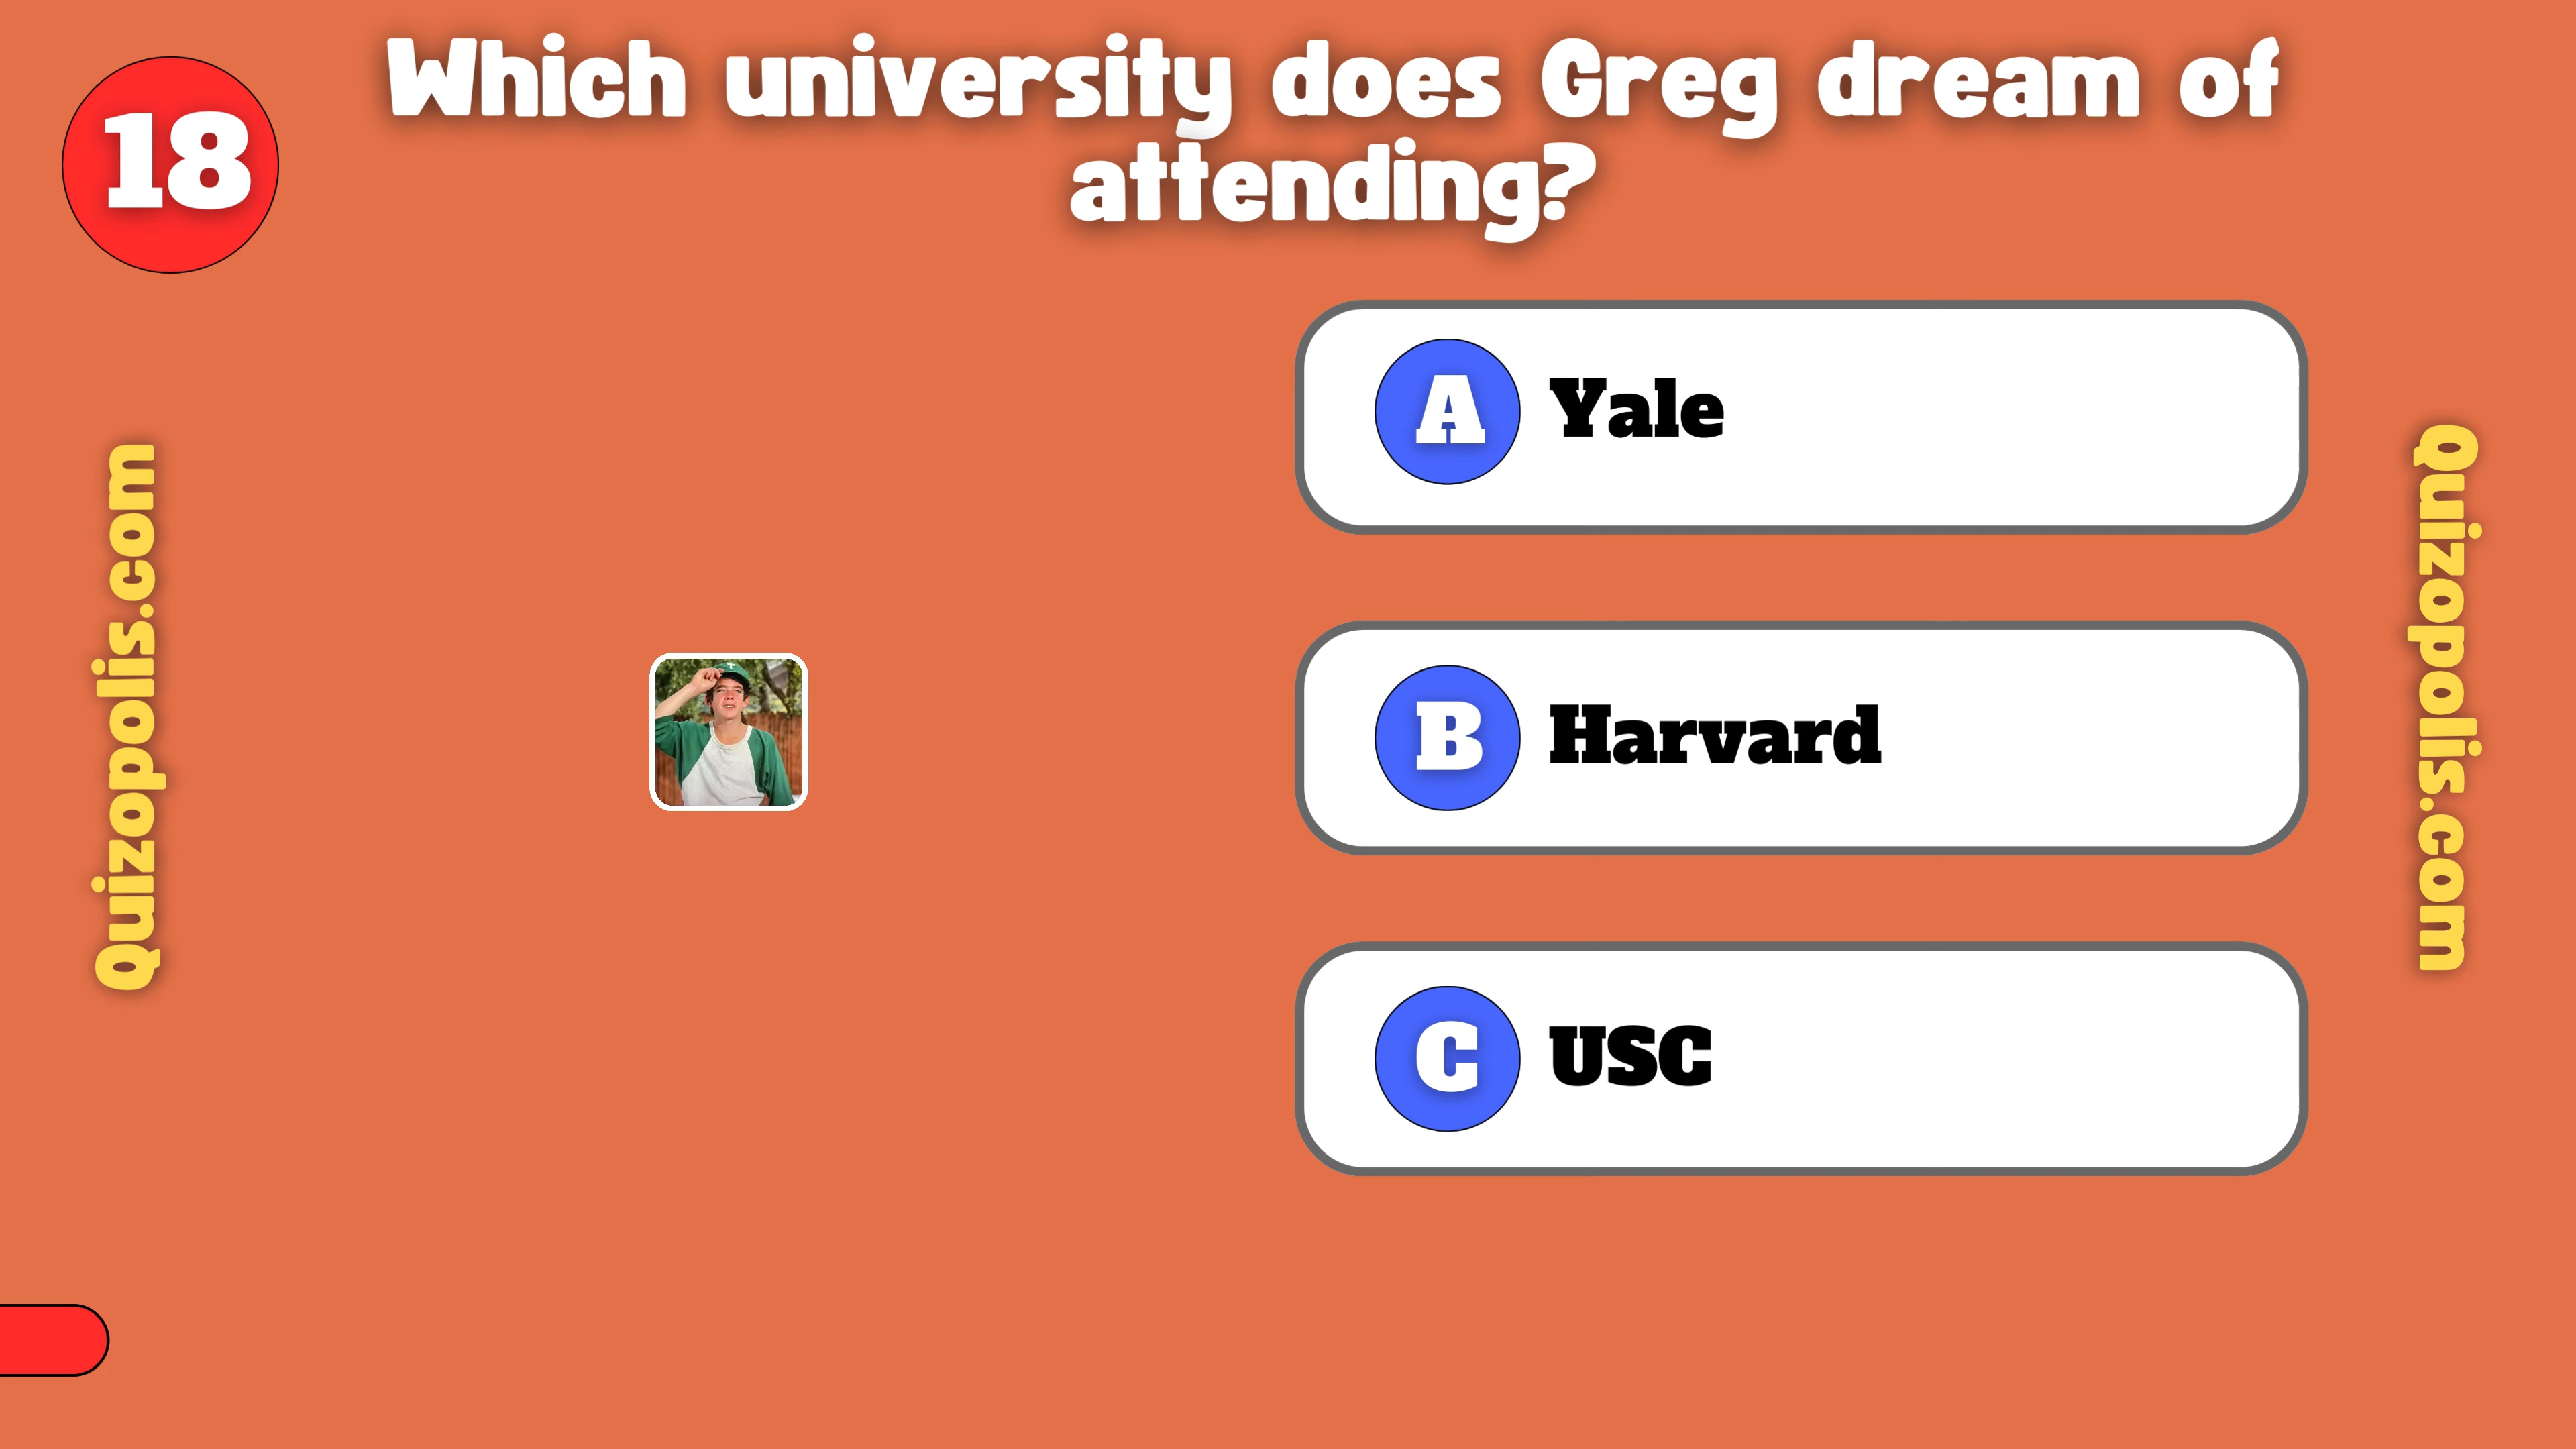 Which university does Greg dream of
attending?
18
A Yale
B Harvard
C USC
Quizopolis.com
Quizopolis.com
T